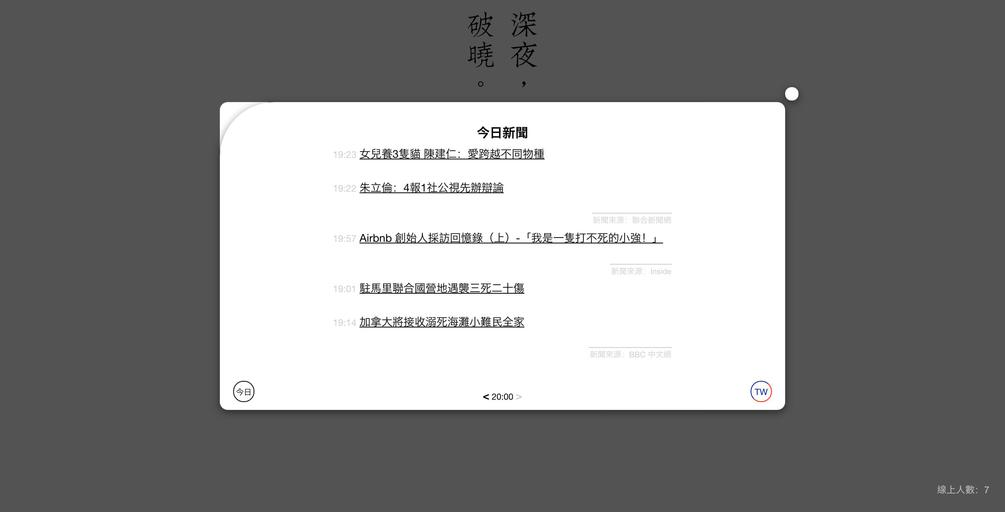 深夜，
破曉。
今日新聞
19:23 女兒養3隻貓 陳建仁：愛跨越不同物種
19:22 朱立倫：4報1社公視先辦辯論
新聞來源：聯合新聞網
19:57 Airbnb 創始人採訪回憶錄（上）-「我是一隻打不死的小強！」
新聞來源：Inside
19:01 駐馬里聯合國營地遇襲三死二十傷
19:14 加拿大將接收溺死海灘小難民全家
新聞來源：BBC 中文網
今日
< 20:00 >
TW
線上人數：7